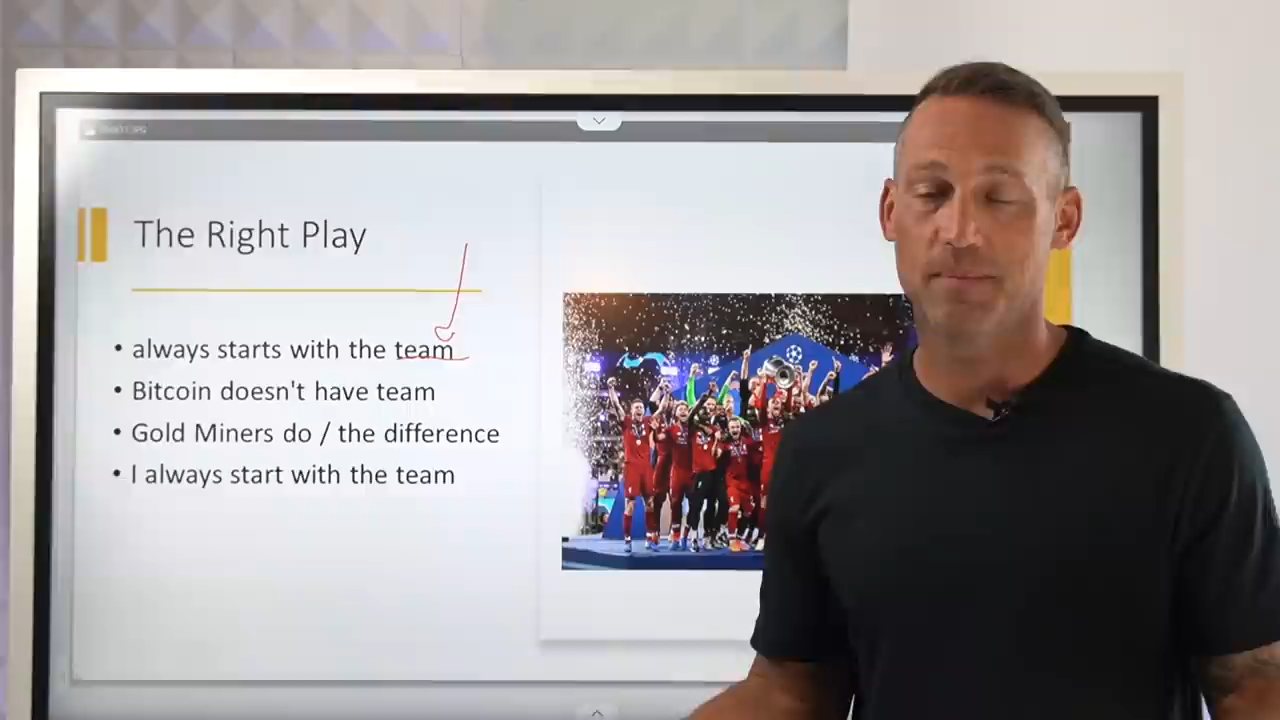 The Right Play
• always starts with the team
• Bitcoin doesn't have team
• Gold Miners do / the difference
• I always start with the team